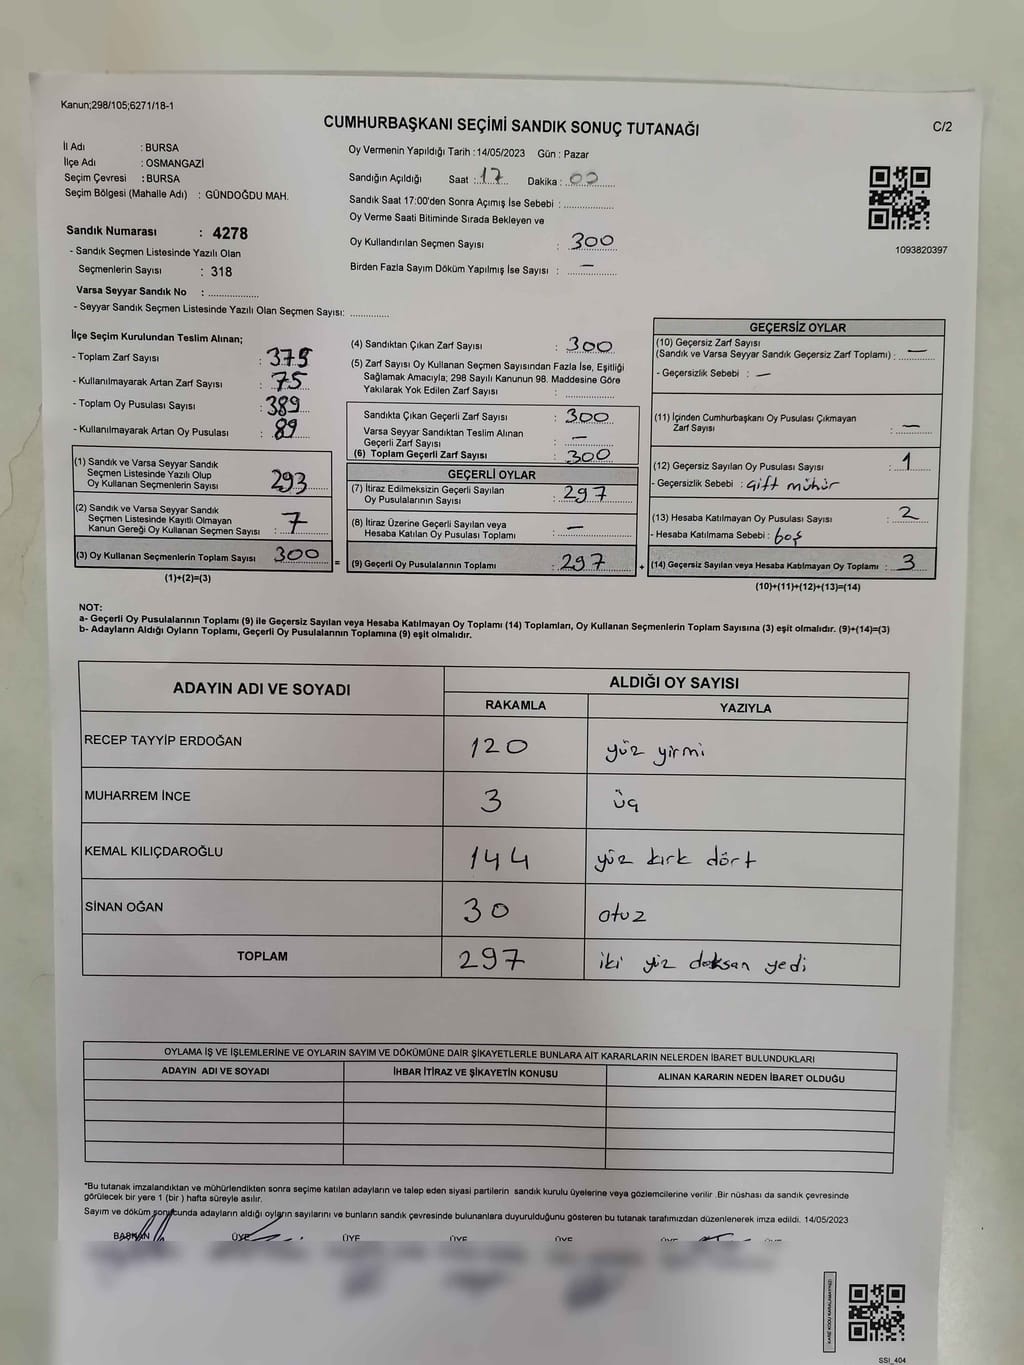 Kanun;298/105;6271/18-1
CUMHURBAŞKANI SEÇİMİ SANDIK SONUÇ TUTANAĞI
C/2
İl Adı : BURSA
İlçe Adı : OSMANGAZİ
Seçim Çevresi : BURSA
Seçim Bölgesi (Mahalle Adı) : GÜNDOĞDU MAH.
Sandık Numarası : 4278
- Sandık Seçmen Listesinde Yazılı Olan
Seçmenlerin Sayısı : 318
Varsa Seyyar Sandık No : ..................
- Seyyar Sandık Seçmen Listesinde Yazılı Olan Seçmen Sayısı: ..............
Oy Vermenin Yapıldığı Tarih :14/05/2023 Gün : Pazar
Sandığın Açıldığı Saat : 17 Dakika : 00
Sandık Saat 17:00'den Sonra Açımış İse Sebebi : ..............
Oy Verme Saati Bitiminde Sırada Bekleyen ve
Oy Kullandırılan Seçmen Sayısı : 300
Birden Fazla Sayım Döküm Yapılmış İse Sayısı : —
1093820397
İlçe Seçim Kurulundan Teslim Alınan;
- Toplam Zarf Sayısı : 375
- Kullanılmayarak Artan Zarf Sayısı : 75
- Toplam Oy Pusulası Sayısı : 389
- Kullanılmayarak Artan Oy Pusulası : 89
(1) Sandık ve Varsa Seyyar Sandık
Seçmen Listesinde Yazılı Olup
Oy Kullanan Seçmenlerin Sayısı : 293
(2) Sandık ve Varsa Seyyar Sandık
Seçmen Listesinde Kayıtlı Olmayan
Kanun Gereği Oy Kullanan Seçmen Sayısı : 7
(3) Oy Kullanan Seçmenlerin Toplam Sayısı : 300
(1)+(2)=(3)
=
(4) Sandıktan Çıkan Zarf Sayısı : 300
(5) Zarf Sayısı Oy Kullanan Seçmen Sayısından Fazla İse, Eşitliği
Sağlamak Amacıyla; 298 Sayılı Kanunun 98. Maddesine Göre
Yakılarak Yok Edilen Zarf Sayısı : ..............
Sandıkta Çıkan Geçerli Zarf Sayısı : 300
Varsa Seyyar Sandıktan Teslim Alınan
Geçerli Zarf Sayısı : —
(6) Toplam Geçerli Zarf Sayısı : 300
GEÇERLİ OYLAR
(7) İtiraz Edilmeksizin Geçerli Sayılan
Oy Pusulalarının Sayısı : 297
(8) İtiraz Üzerine Geçerli Sayılan veya
Hesaba Katılan Oy Pusulası Toplamı : —
(9) Geçerli Oy Pusulalarının Toplamı : 297
+
GEÇERSİZ OYLAR
(10) Geçersiz Zarf Sayısı
(Sandık ve Varsa Seyyar Sandık Geçersiz Zarf Toplamı) : —
- Geçersizlik Sebebi : —
(11) İçinden Cumhurbaşkanı Oy Pusulası Çıkmayan
Zarf Sayısı : —
(12) Geçersiz Sayılan Oy Pusulası Sayısı : 1
- Geçersizlik Sebebi : çift mühür
(13) Hesaba Katılmayan Oy Pusulası Sayısı : 2
- Hesaba Katılmama Sebebi : boş
(14) Geçersiz Sayılan veya Hesaba Katılmayan Oy Toplamı : 3
(10)+(11)+(12)+(13)=(14)
NOT:
a- Geçerli Oy Pusulalarının Toplamı (9) ile Geçersiz Sayılan veya Hesaba Katılmayan Oy Toplamı (14) Toplamları, Oy Kullanan Seçmenlerin Toplam Sayısına (3) eşit olmalıdır. (9)+(14)=(3)
b- Adayların Aldığı Oyların Toplamı, Geçerli Oy Pusulalarının Toplamına (9) eşit olmalıdır.
ADAYIN ADI VE SOYADI
ALDIĞI OY SAYISI
RAKAMLA YAZIYLA
RECEP TAYYİP ERDOĞAN 120 yüz yirmi
MUHARREM İNCE 3 üç
KEMAL KILIÇDAROĞLU 144 yüz kırk dört
SİNAN OĞAN 30 otuz
TOPLAM 297 iki yüz doksan yedi
OYLAMA İŞ VE İŞLEMLERİNE VE OYLARIN SAYIM VE DÖKÜMÜNE DAİR ŞİKAYETLERLE BUNLARA AİT KARARLARIN NELERDEN İBARET BULUNDUKLARI
ADAYIN ADI VE SOYADI İHBAR İTİRAZ VE ŞİKAYETİN KONUSU ALINAN KARARIN NEDEN İBARET OLDUĞU
*Bu tutanak imzalandıktan ve mühürlendikten sonra seçime katılan adayların ve talep eden siyasi partilerin sandık kurulu üyelerine veya gözlemcilerine verilir .Bir nüshası da sandık çevresinde
görülecek bir yere 1 (bir ) hafta süreyle asılır.
Sayım ve döküm sonucunda adayların aldığı oyların sayılarını ve bunların sandık çevresinde bulunanlara duyurulduğunu gösteren bu tutanak tarafımızdan düzenlenerek imza edildi. 14/05/2023
BAŞKAN ÜYE ÜYE ÜYE ÜYE ÜYE ÜYE
SSI_404